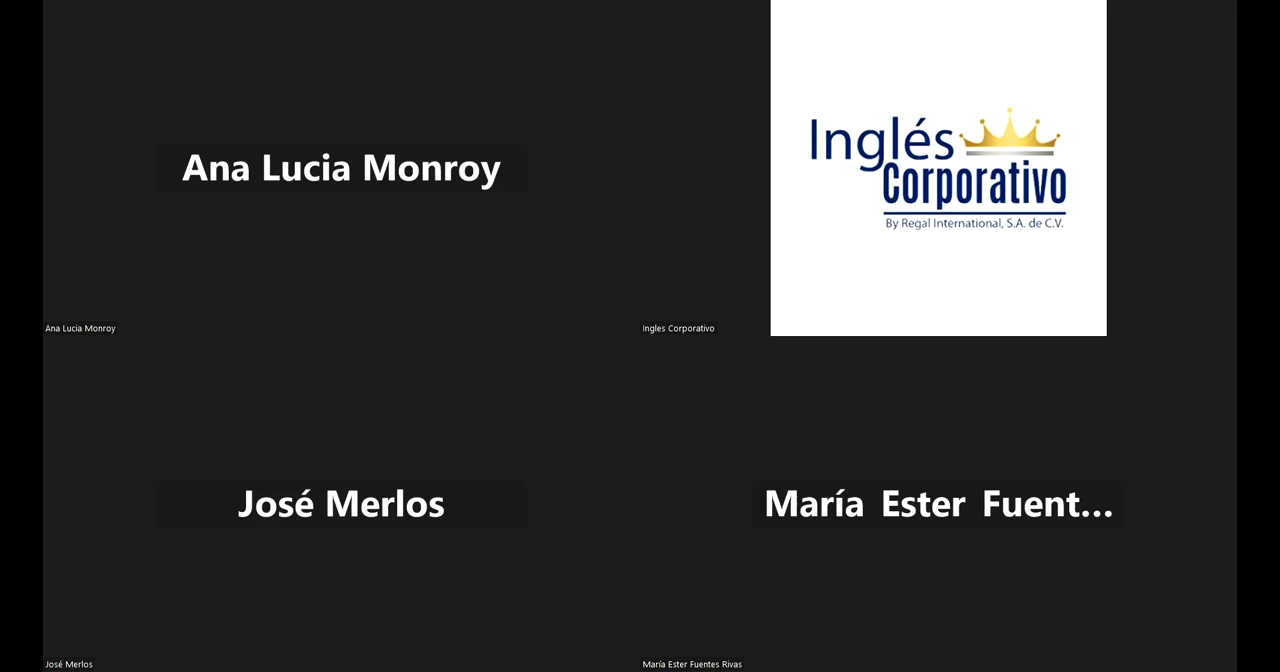 Ana Lucia Monroy
Ana Lucia Monroy
Inglés
Corporativo
By Regal International, S.A. de C.V.
Ingles Corporativo
José Merlos
José Merlos
María Ester Fuent...
María Ester Fuentes Rivas